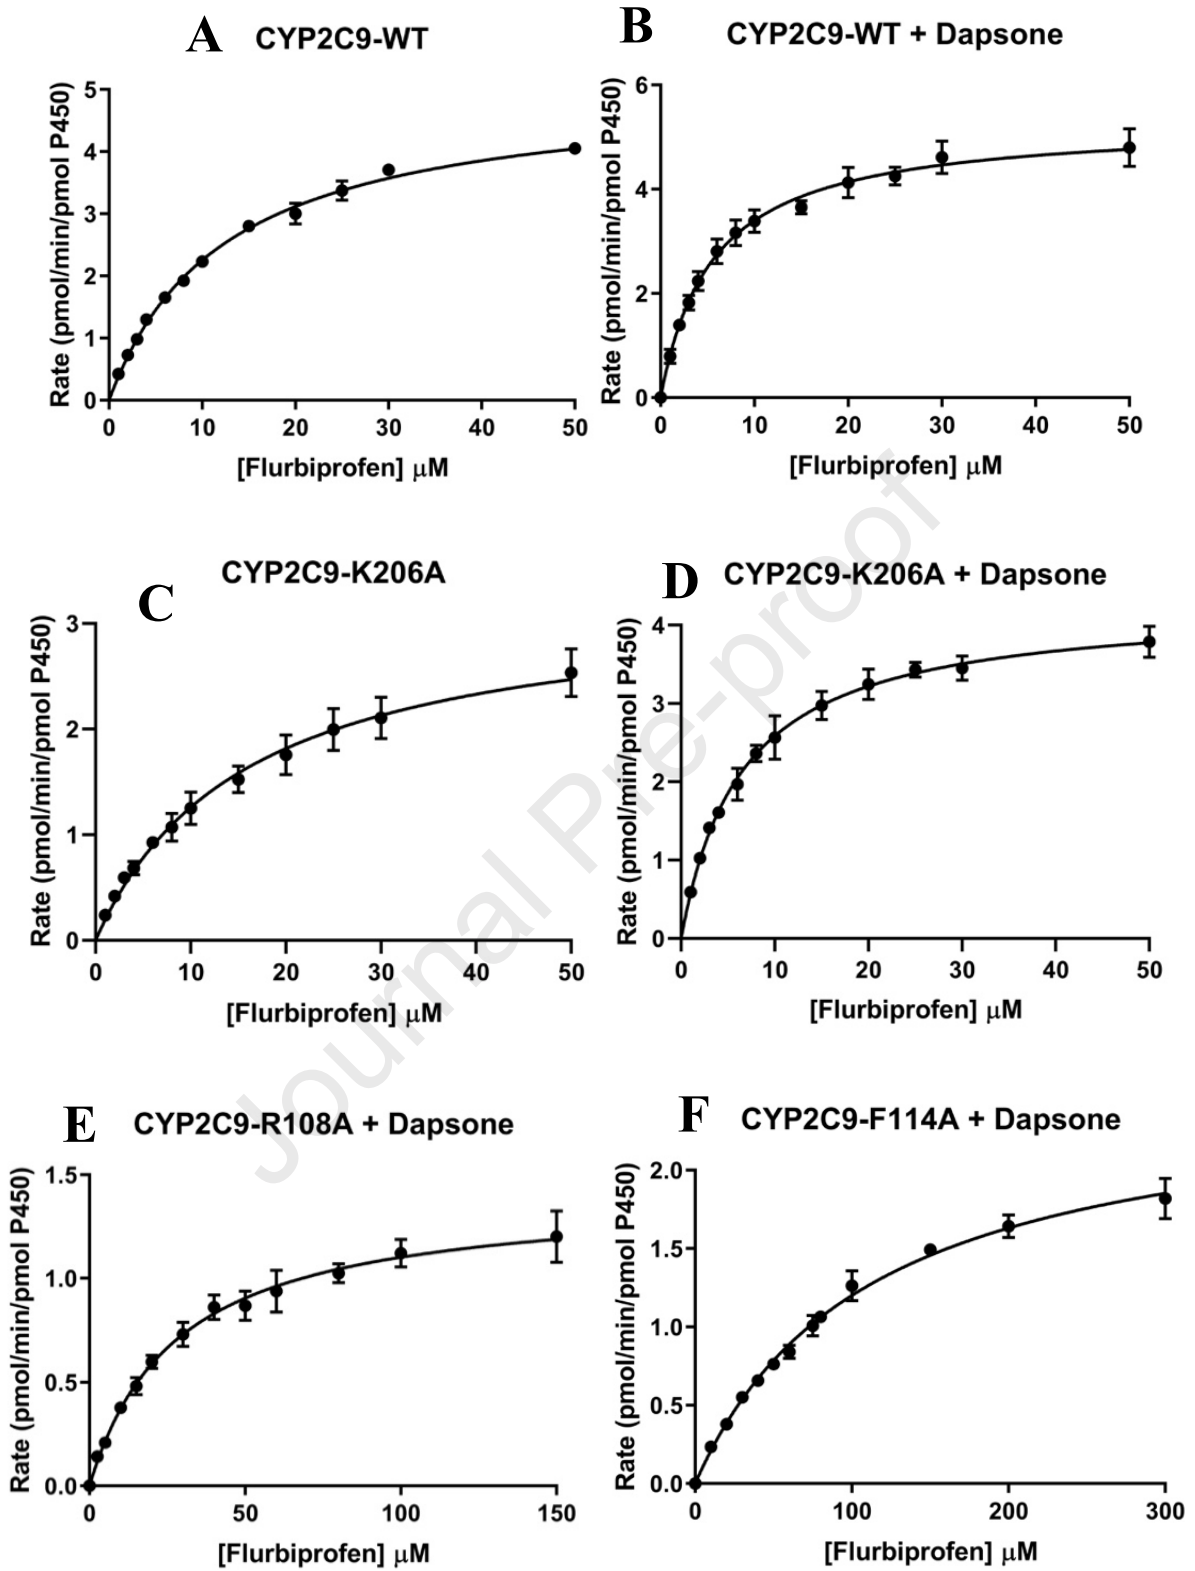 A CYP2C9-WT
B CYP2C9-WT + Dapsone
Rate (pmol/min/pmol P450)
5
4
3
2
1
0
0 10 20 30 40 50
[Flurbiprofen] μM
Rate (pmol/min/pmol P450)
6
4
2
0
0 10 20 30 40 50
[Flurbiprofen] μM
C CYP2C9-K206A
D CYP2C9-K206A + Dapsone
Rate (pmol/min/pmol P450)
3
2
1
0
0 10 20 30 40 50
[Flurbiprofen] μM
Rate (pmol/min/pmol P450)
4
3
2
1
0
0 10 20 30 40 50
[Flurbiprofen] μM
Journal Pre-proof
E CYP2C9-R108A + Dapsone
F CYP2C9-F114A + Dapsone
Rate (pmol/min/pmol P450)
1.5
1.0
0.5
0.0
0 50 100 150
[Flurbiprofen] μM
Rate (pmol/min/pmol P450)
2.0
1.5
1.0
0.5
0.0
0 100 200 300
[Flurbiprofen] μM